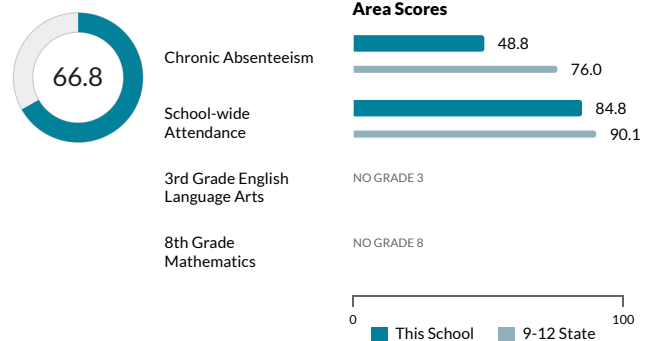 Area Scores
66.8
Chronic Absenteeism
48.8
76.0
School-wide
Attendance
84.8
90.1
3rd Grade English
Language Arts
NO GRADE 3
8th Grade
Mathematics
NO GRADE 8
0
100
This School
9-12 State